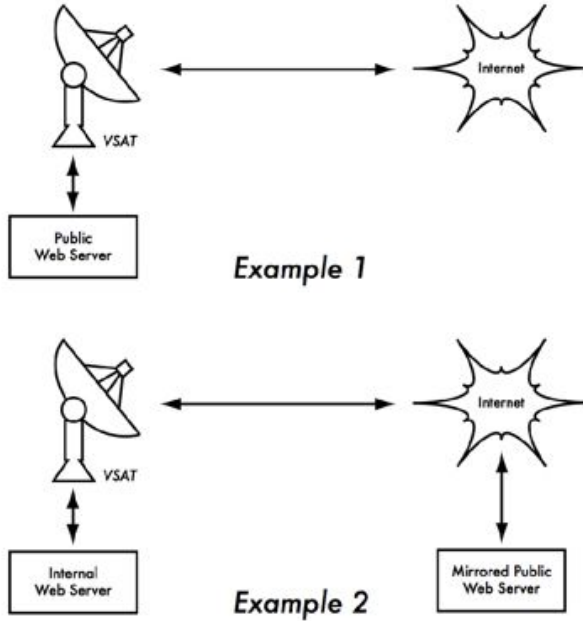 Internet
VSAT
Public
Web Server
Example 1
Internet
VSAT
Internal
Web Server
Mirrored Public
Web Server
Example 2